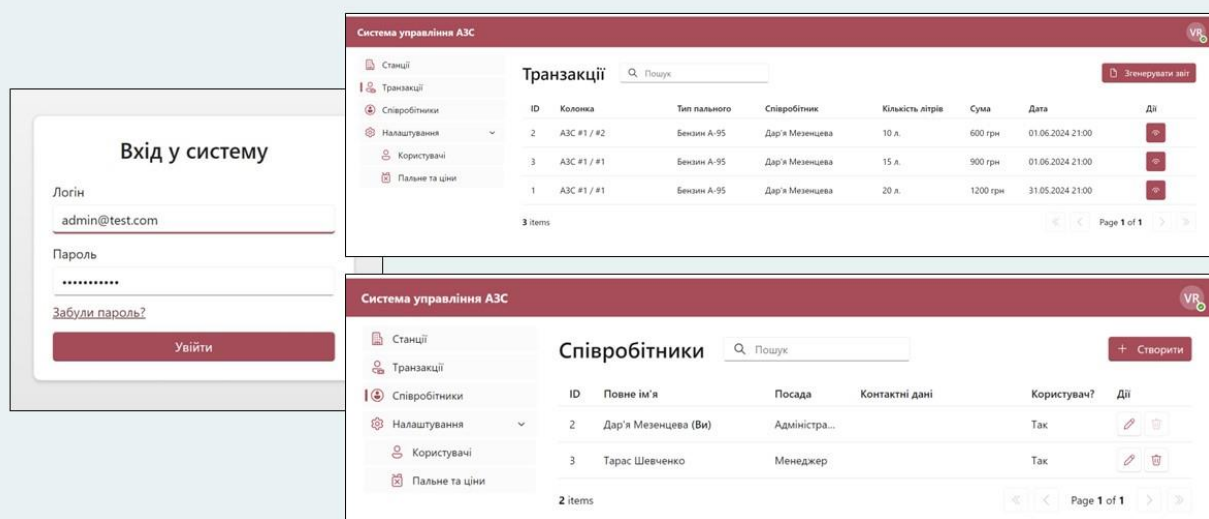 Вхід у систему
Логін
admin@test.com
Пароль
•••••••••••
Забули пароль?
Увійти
Система управління АЗС
VR
Станції
Транзакції
Співробітники
Налаштування
Користувачі
Пальне та ціни
Транзакції Пошук Згенерувати звіт
ID Колонка Тип пального Співробітник Кількість літрів Сума Дата Дії
2 АЗС #1 / #2 Бензин А-95 Дар'я Мезенцева 10 л. 600 грн 01.06.2024 21:00
3 АЗС #1 / #1 Бензин А-95 Дар'я Мезенцева 15 л. 900 грн 01.06.2024 21:00
1 АЗС #1 / #1 Бензин А-95 Дар'я Мезенцева 20 л. 1200 грн 31.05.2024 21:00
3 items Page 1 of 1
Система управління АЗС
VR
Станції
Транзакції
Співробітники
Налаштування
Користувачі
Пальне та ціни
Співробітники Пошук + Створити
ID Повне ім'я Посада Контактні дані Користувач? Дії
2 Дар'я Мезенцева (Ви) Адміністра... Так
3 Тарас Шевченко Менеджер Так
2 items Page 1 of 1